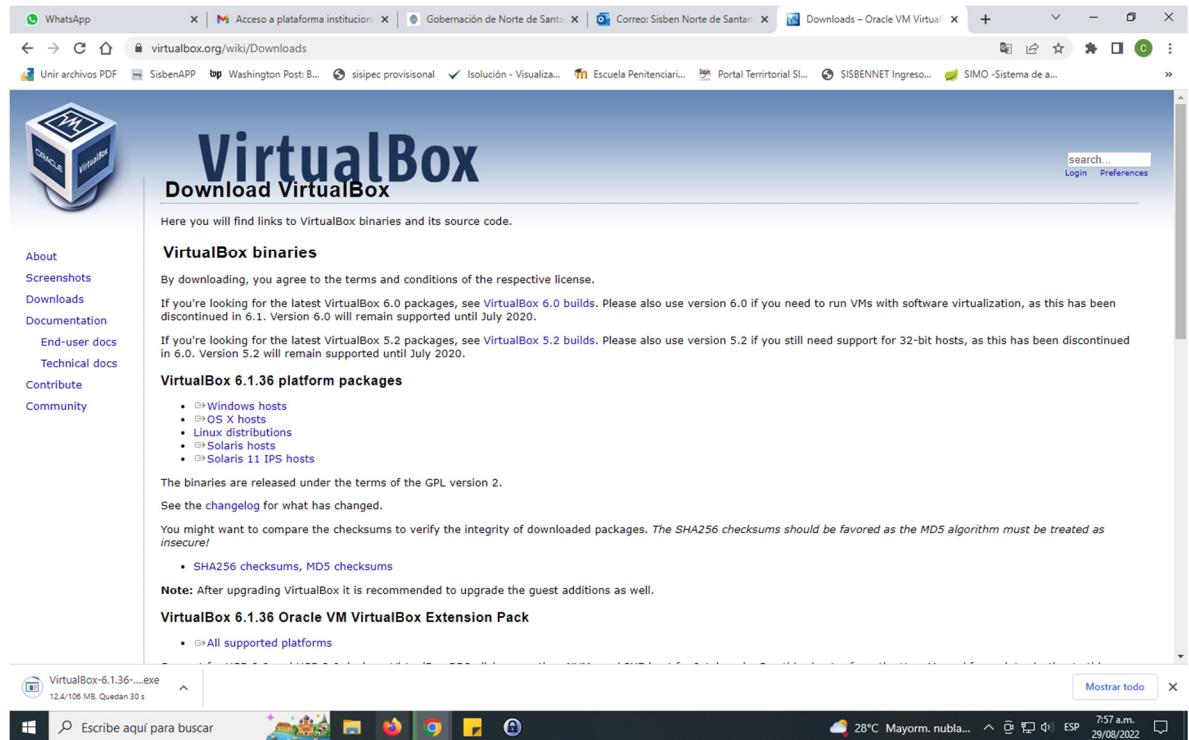 WhatsApp
Acceso a plataforma institucion
Gobernación de Norte de Santa
Correo: Sisben Norte de Santan
Downloads – Oracle VM Virtual
virtualbox.org/wiki/Downloads
C
Unir archivos PDF
SisbenAPP
wp Washington Post: B...
sisipec provisisonal
Isolución - Visualiza...
Escuela Penitenciari...
Portal Terrirtorial SI...
SISBENNET Ingreso...
SIMO -Sistema de a...
»
ORACLE VirtualBox
VirtualBox
search...
Login Preferences
Download VirtualBox
Here you will find links to VirtualBox binaries and its source code.
About
Screenshots
Downloads
Documentation
End-user docs
Technical docs
Contribute
Community
VirtualBox binaries
By downloading, you agree to the terms and conditions of the respective license.
If you're looking for the latest VirtualBox 6.0 packages, see VirtualBox 6.0 builds. Please also use version 6.0 if you need to run VMs with software virtualization, as this has been
discontinued in 6.1. Version 6.0 will remain supported until July 2020.
If you're looking for the latest VirtualBox 5.2 packages, see VirtualBox 5.2 builds. Please also use version 5.2 if you still need support for 32-bit hosts, as this has been discontinued
in 6.0. Version 5.2 will remain supported until July 2020.
VirtualBox 6.1.36 platform packages
• Windows hosts
• OS X hosts
• Linux distributions
• Solaris hosts
• Solaris 11 IPS hosts
The binaries are released under the terms of the GPL version 2.
See the changelog for what has changed.
You might want to compare the checksums to verify the integrity of downloaded packages. The SHA256 checksums should be favored as the MD5 algorithm must be treated as
insecure!
• SHA256 checksums, MD5 checksums
Note: After upgrading VirtualBox it is recommended to upgrade the guest additions as well.
VirtualBox 6.1.36 Oracle VM VirtualBox Extension Pack
• All supported platforms
VirtualBox-6.1.36-....exe
12,4/106 MB, Quedan 30 s
Mostrar todo
Escribe aquí para buscar
28°C Mayorm. nubla...
ESP
7:57 a.m.
29/08/2022